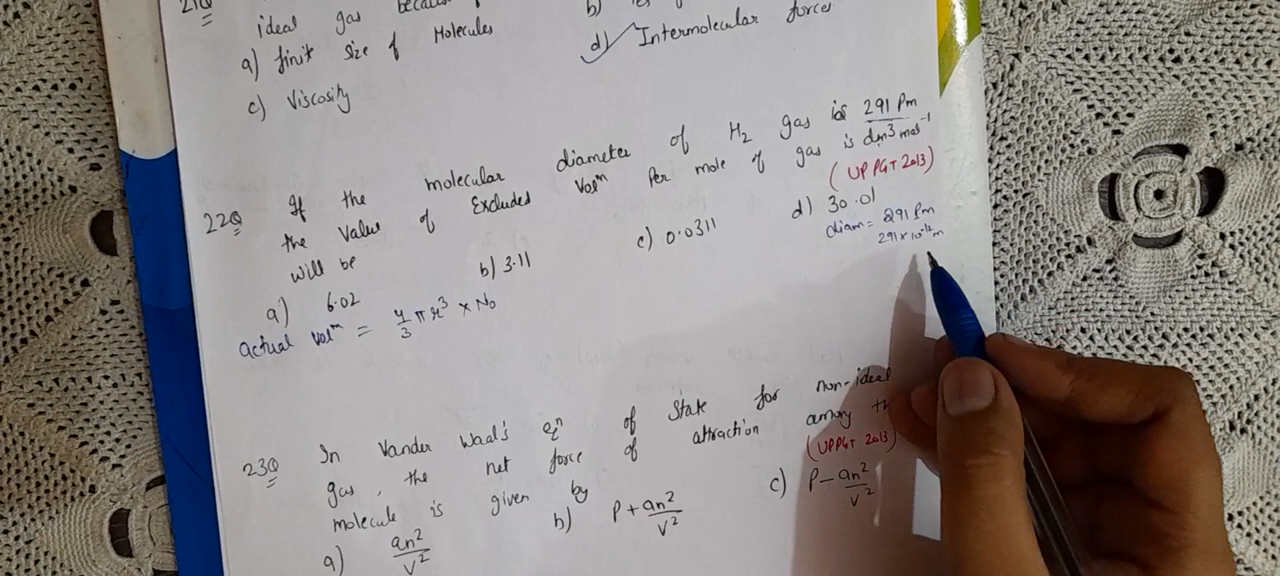 21Q
ideal gas
a) finit size of Molecules
b)
d) Intermolecular forces
c) Viscosity
22Q If the molecular diameter of H2 gas is 291 Pm
the value of Excluded Volm Per mole of gas is dm3 mol-1
will be (UP PGT 2013)
a) 6.02 b) 3.11 c) 0.0311 d) 30.01
diam = 291 Pm
291 × 10-12 m
actual volm = 4/3 πr3 × No
23Q In Vander Waal's eqn of State for non-ideal
gas, the net force of attraction among
molecule is given by (UPPGT 2013)
a) an2/V2 b) P+an2/V2 c) P-an2/V2